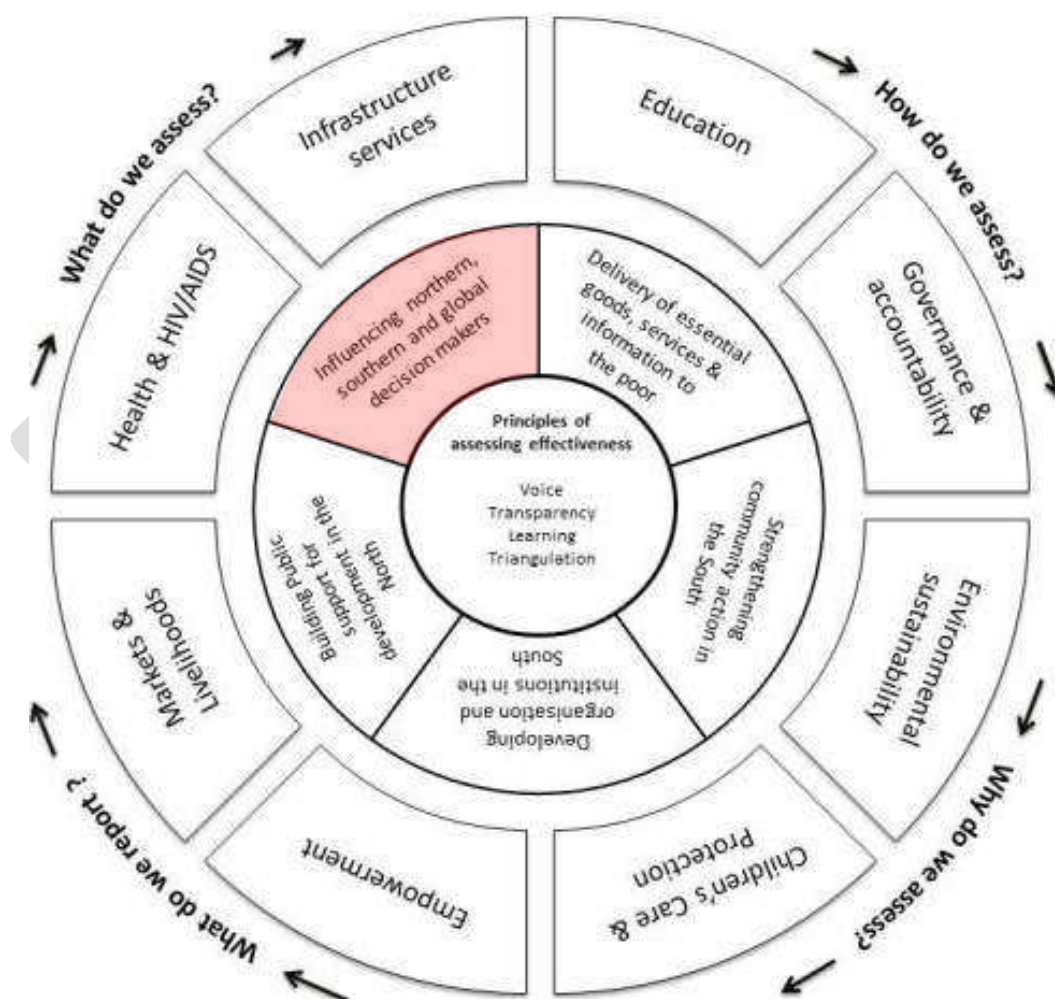 What do we assess?
How do we assess?
Why do we assess?
What do we report ?
Infrastructure
services
Education
Governance &
accountability
Environmental
sustainability
Children's Care &
Protection
Empowerment
Markets &
Livelihoods
Health & HIV/AIDS
Influencing northern,
southern and global
decision makers
Delivery of essential
goods, services &
information to
the poor
Strengthening
community action in
the South
Developing
organisation and
institutions in the
South
Building Public
support for
development in the
North
Principles of
assessing effectiveness
Voice
Transparency
Learning
Triangulation